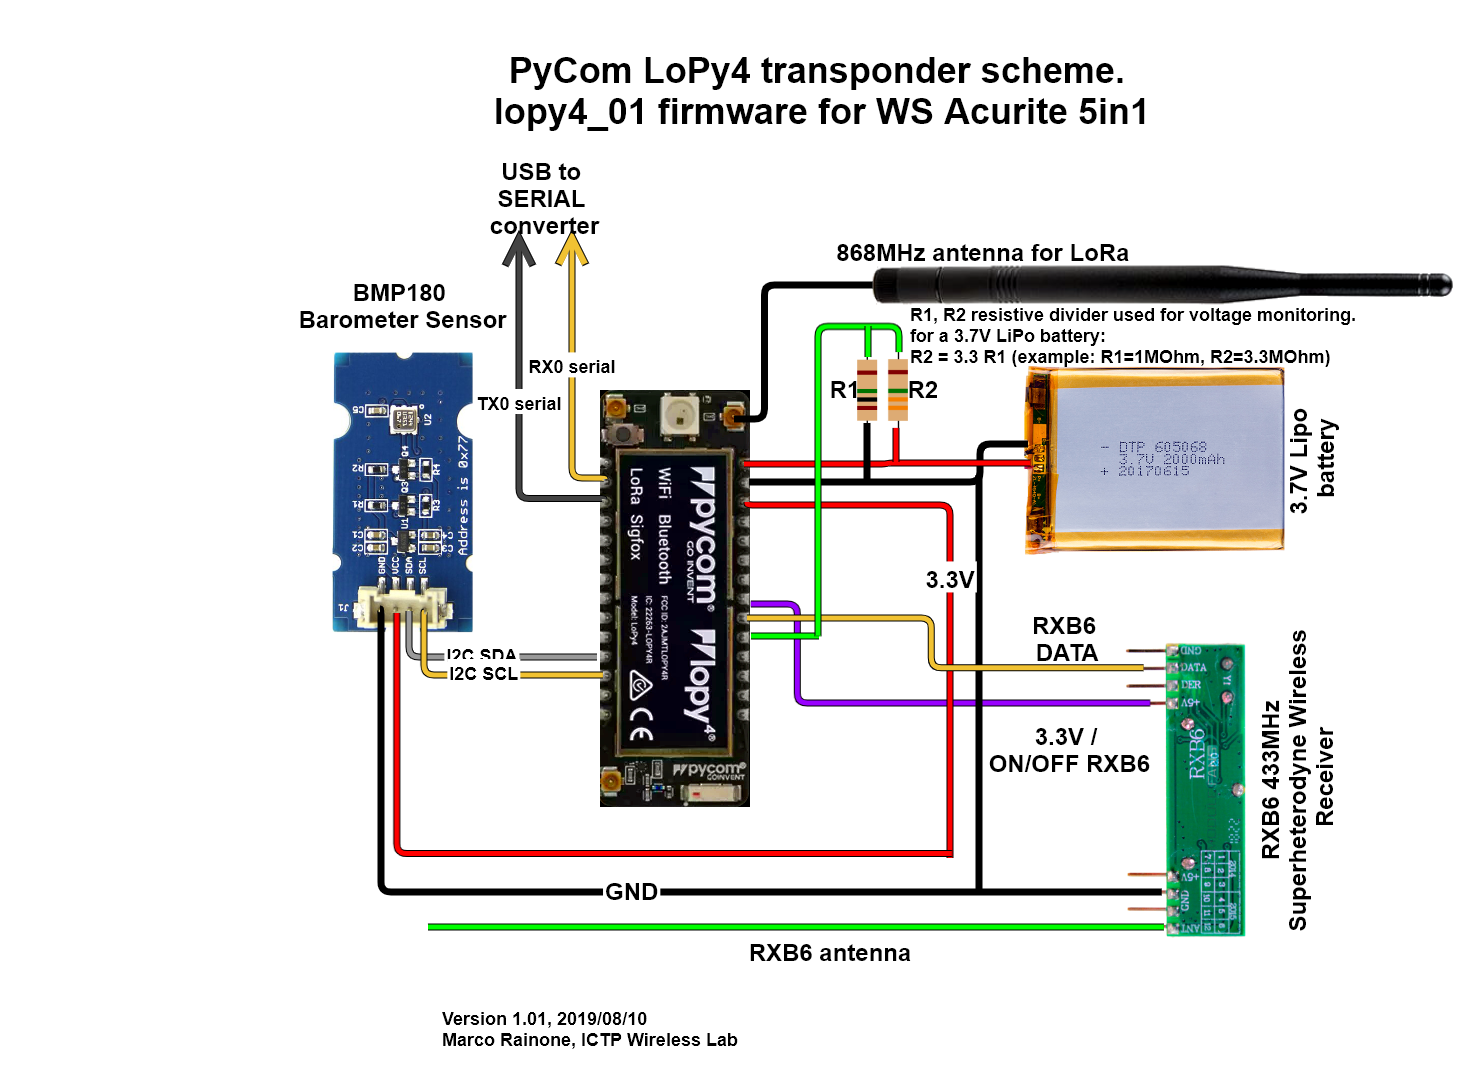 PyCom LoPy4 transponder scheme.
lopy4_01 firmware for WS Acurite 5in1
USB to
SERIAL
converter
868MHz antenna for LoRa
BMP180
Barometer Sensor
R1, R2 resistive divider used for voltage monitoring.
for a 3.7V LiPo battery:
R2 = 3.3 R1 (example: R1=1MOhm, R2=3.3MOhm)
RX0 serial
TX0 serial
R1
R2
3.7V Lipo
battery
- DTP 605068
3.7V 2000mAh
+ 20170615
C5
U2
R2
Q4
R4
Q3
R1
U1
R3
C1
C2
C3
Address is 0x77
GND
VCC
SDA
SCL
J1
pycom®
GO INVENT
lopy4®
WiFi Bluetooth
LoRa Sigfox
FCC ID: 2AJMTLOPY4R
IC: 22263-LOPY4R
Model: LoPy4
CE
pycom®
GO INVENT
3.3V
I2C SDA
I2C SCL
RXB6
DATA
3.3V /
ON/OFF RXB6
GND
DATA
DER
+5V
Y1
RXB6
+5V
GND
ANT
2014
2015
RXB6 433MHz
Superheterodyne Wireless
Receiver
GND
RXB6 antenna
Version 1.01, 2019/08/10
Marco Rainone, ICTP Wireless Lab